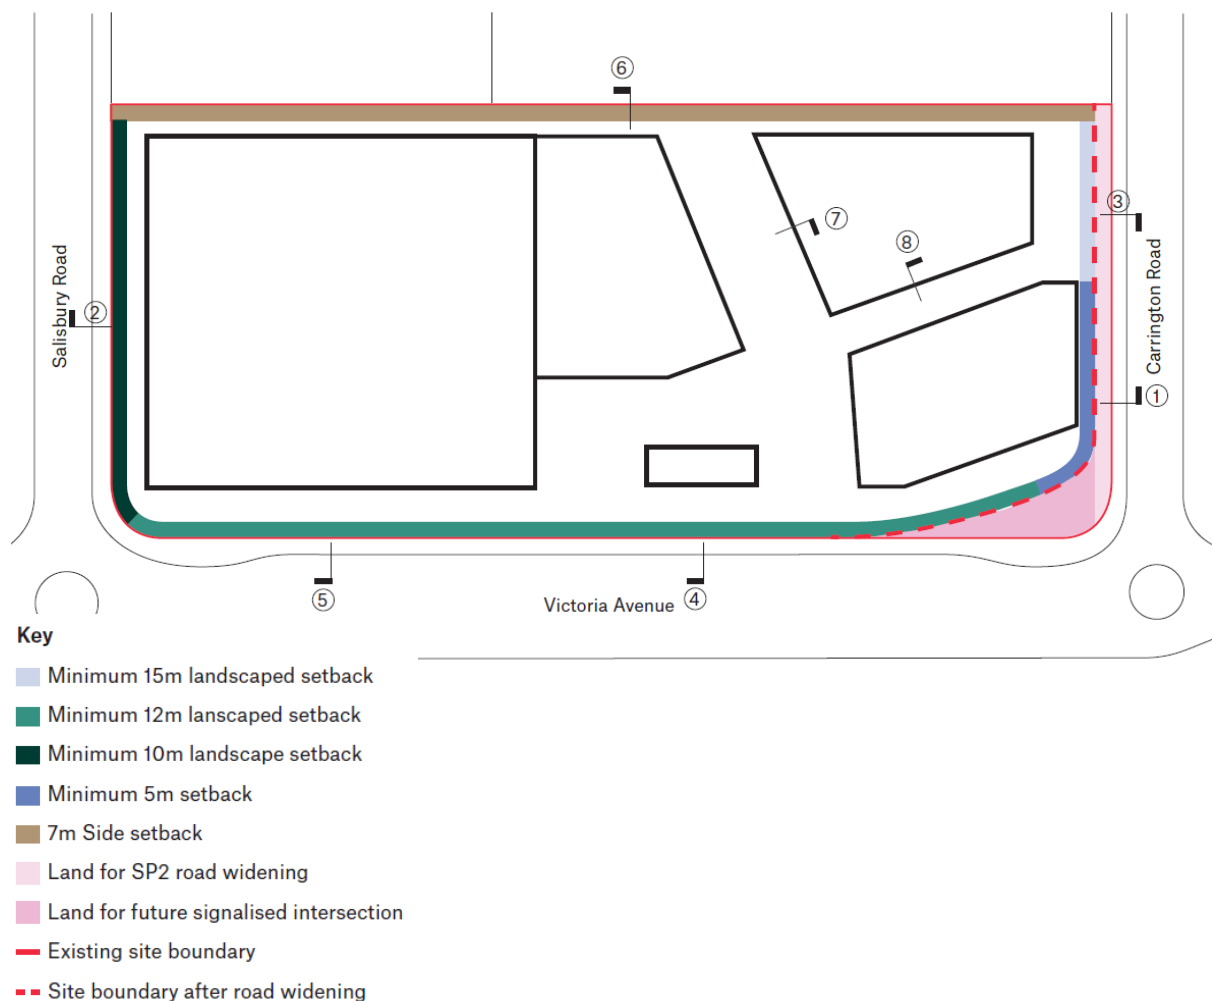 ⑥
③
⑦
⑧
Salisbury Road
②
Carrington Road
①
⑤
Victoria Avenue
④
Key
Minimum 15m landscaped setback
Minimum 12m lanscaped setback
Minimum 10m landscape setback
Minimum 5m setback
7m Side setback
Land for SP2 road widening
Land for future signalised intersection
Existing site boundary
Site boundary after road widening